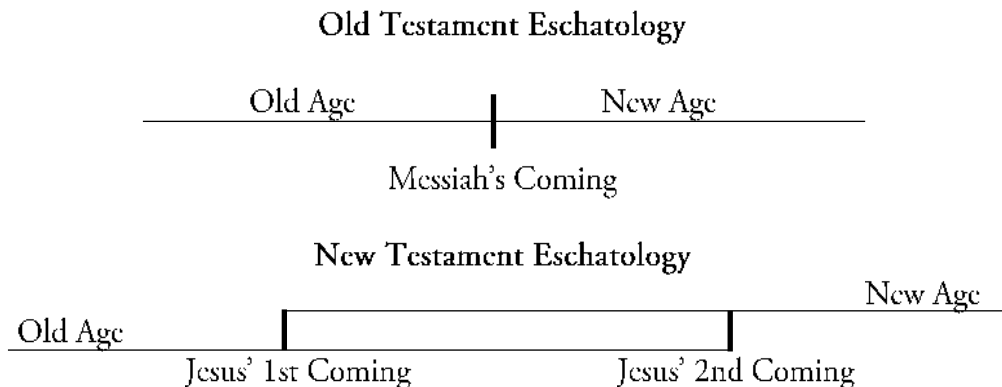 Old Testament Eschatology
Old Age New Age
Messiah's Coming
New Testament Eschatology
New Age
Old Age
Jesus' 1st Coming Jesus' 2nd Coming